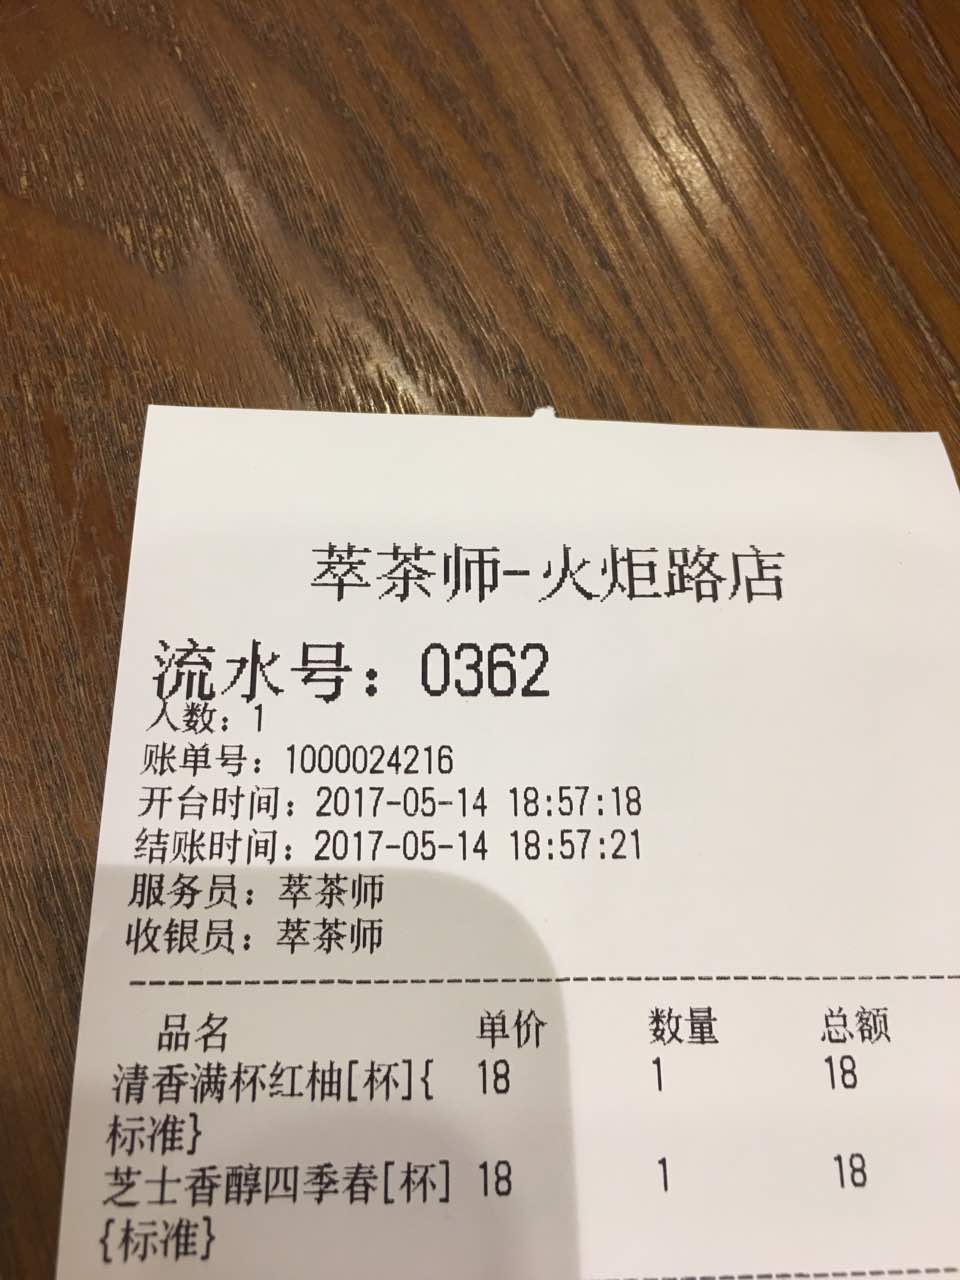 萃茶师-火炬路店
流水号：0362
人数：1
账单号：1000024216
开台时间：2017-05-14 18:57:18
结账时间：2017-05-14 18:57:21
服务员：萃茶师
收银员：萃茶师
品名 单价 数量 总额
清香满杯红柚[杯]{ 18 1 18
标准}
芝士香醇四季春[杯] 18 1 18
{标准}